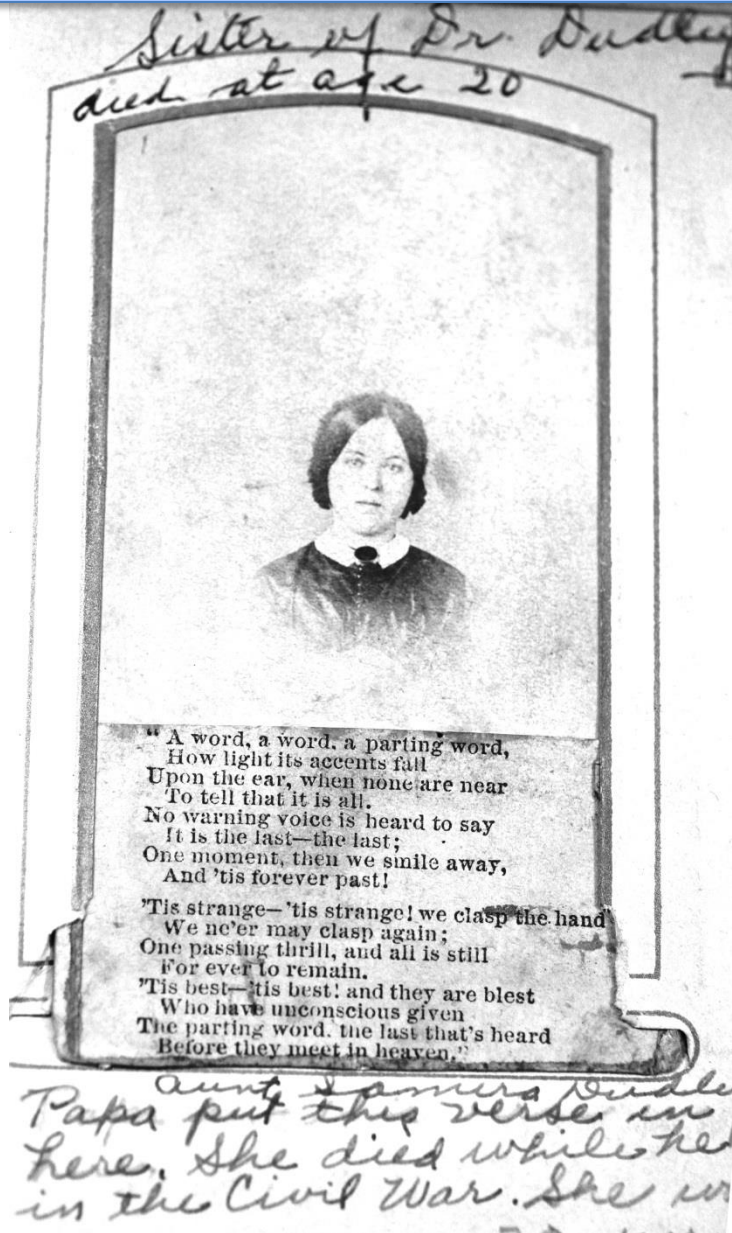 Sister of Dr. Dudley
died at age 20
" A word, a word. a parting word,
How light its accents fall
Upon the ear, when none are near
To tell that it is all.
No warning voice is heard to say
It is the last—the last;
One moment, then we smile away,
And 'tis forever past!
'Tis strange—'tis strange! we clasp the hand
We ne'er may clasp again;
One passing thrill, and all is still
For ever to remain.
'Tis best—'tis best! and they are blest
Who have unconscious given
The parting word. the last that's heard
Before they meet in heaven."
Aunt Samira Dudle
Papa put this verse in
here. She died while he
in the Civil War. She